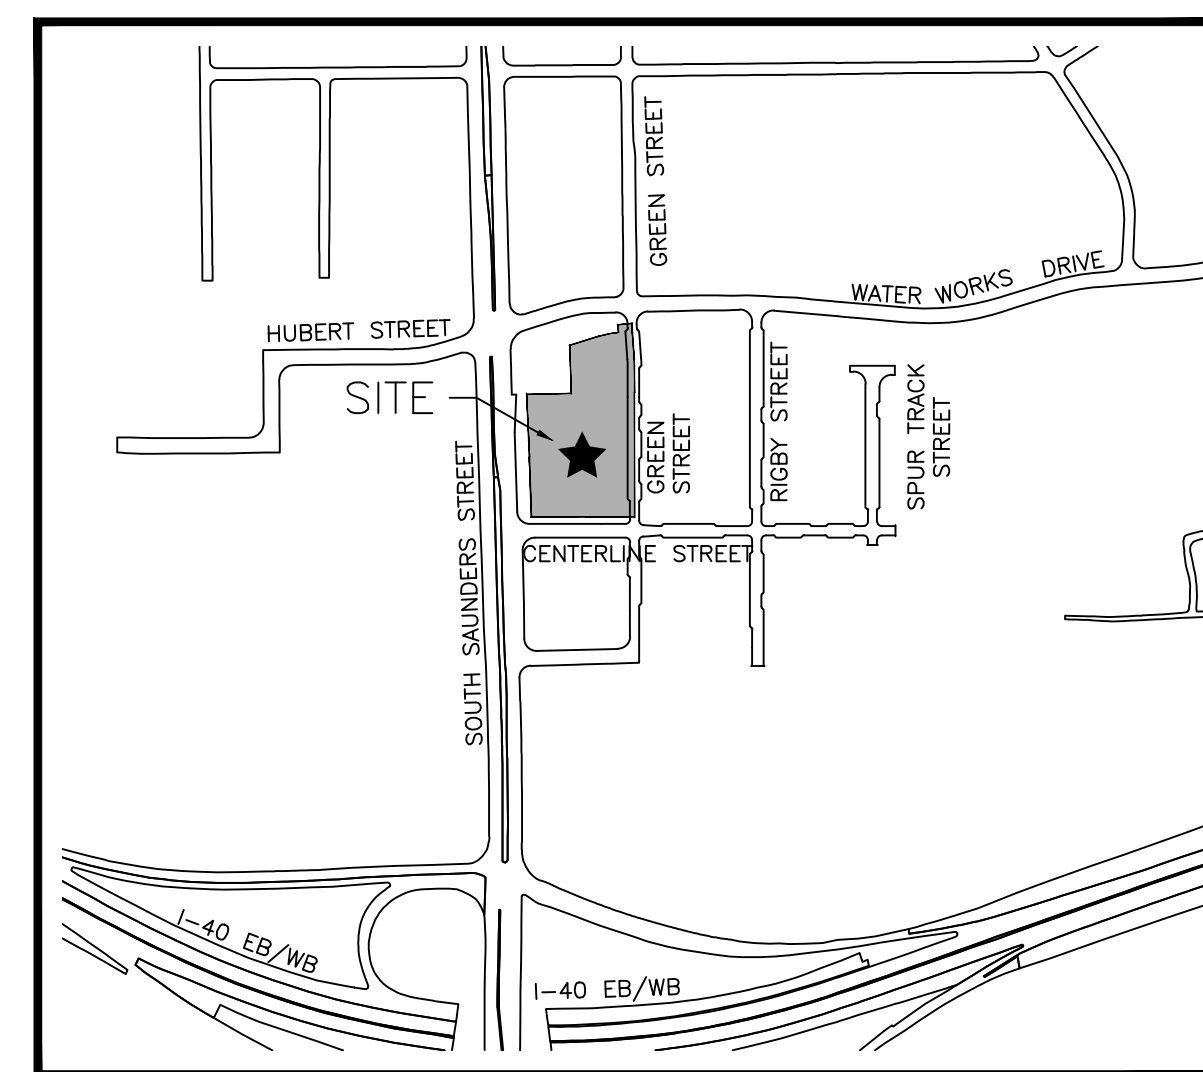 GREEN STREET
WATER WORKS DRIVE
HUBERT STREET
SITE
RIGBY STREET
SPUR TRACK
STREET
GREEN
STREET
SOUTH SAUNDERS STREET
CENTERLINE STREET
I-40 EB/WB
I-40 EB/WB